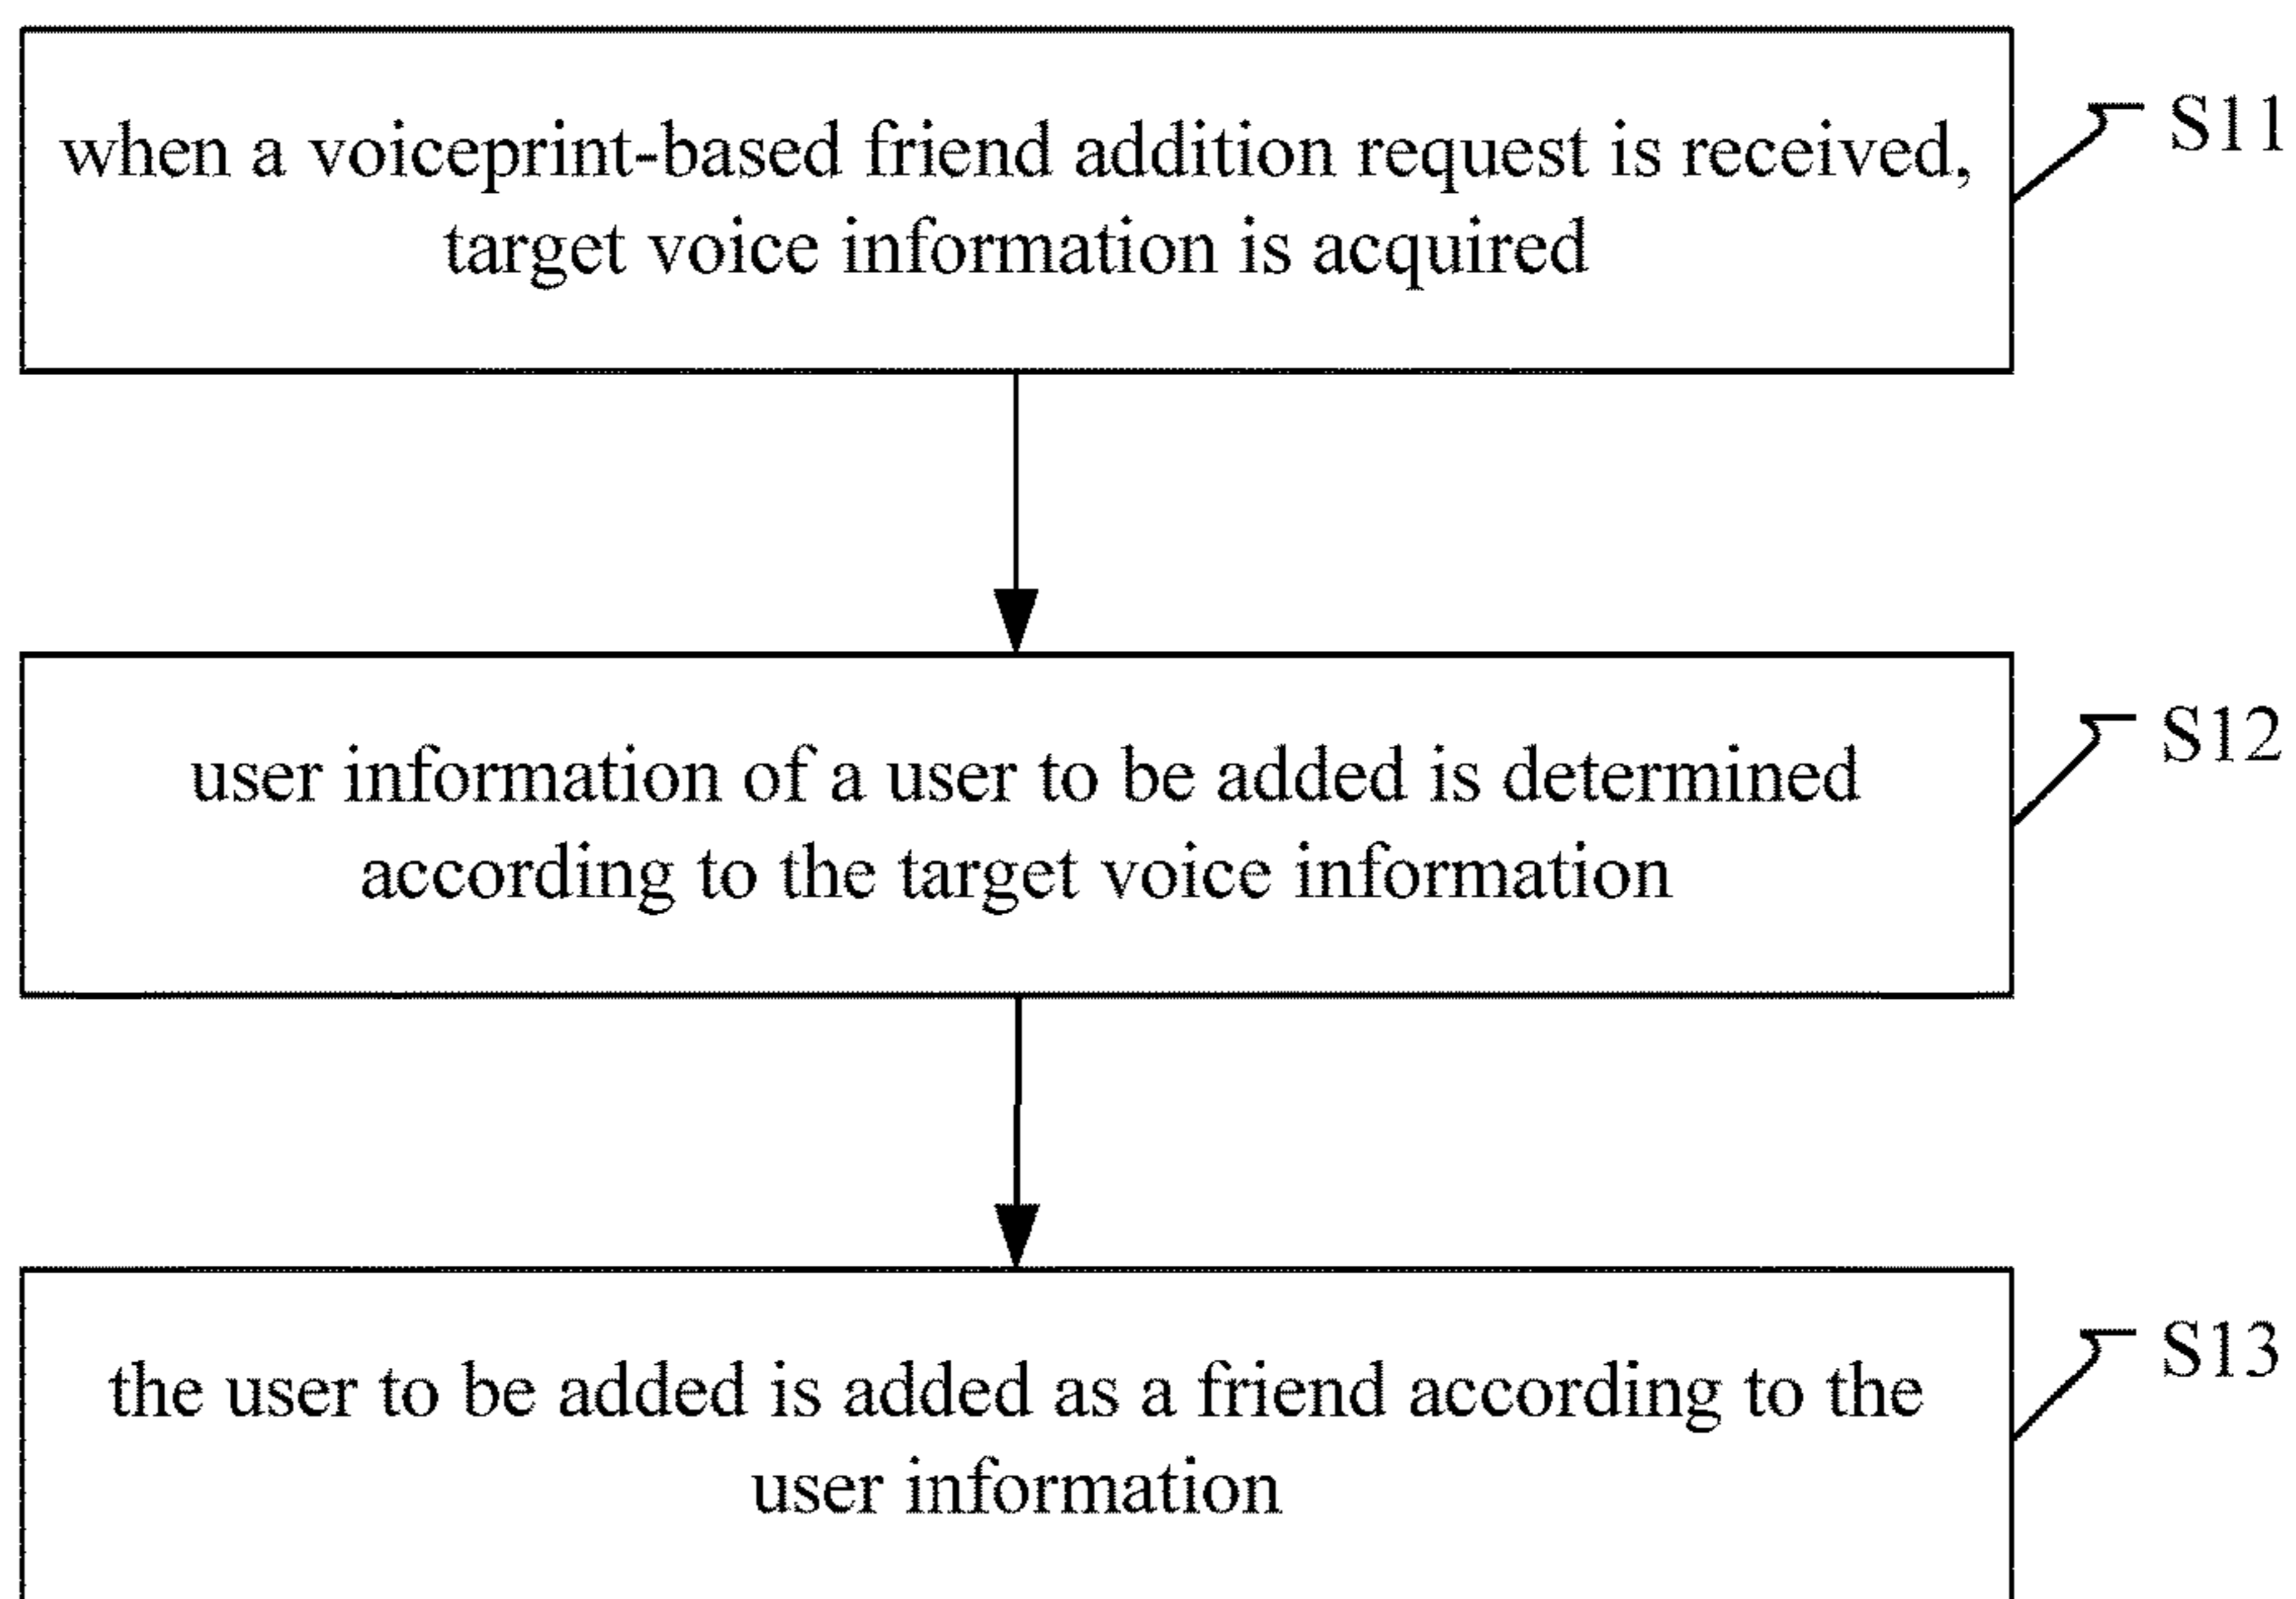 when a voiceprint-based friend addition request is received,
target voice information is acquired
S11
user information of a user to be added is determined
according to the target voice information
S12
the user to be added is added as a friend according to the
user information
S13